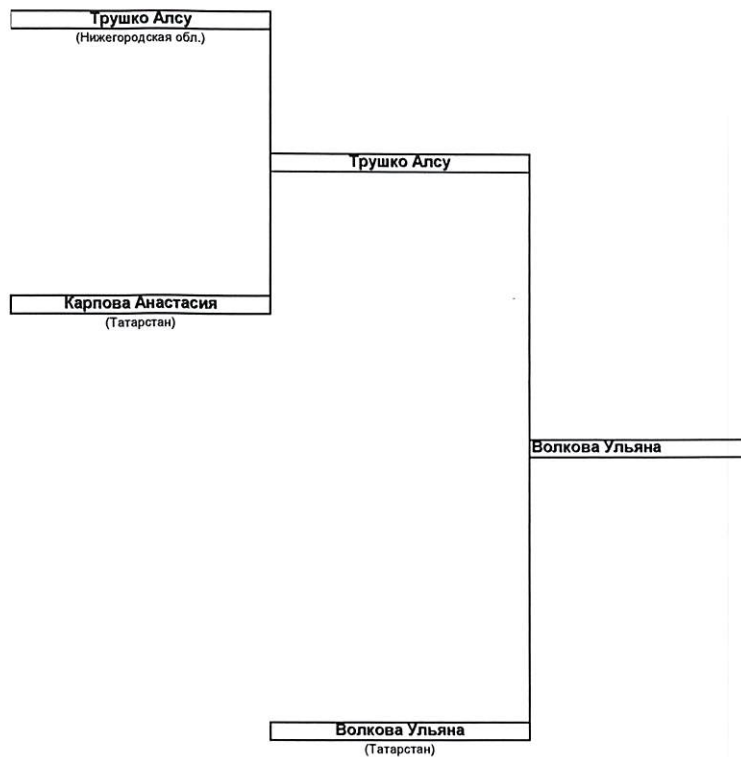 Трушко Алсу
(Нижегородская обл.)
Трушко Алсу
Карпова Анастасия
(Татарстан)
Волкова Ульяна
Волкова Ульяна
(Татарстан)